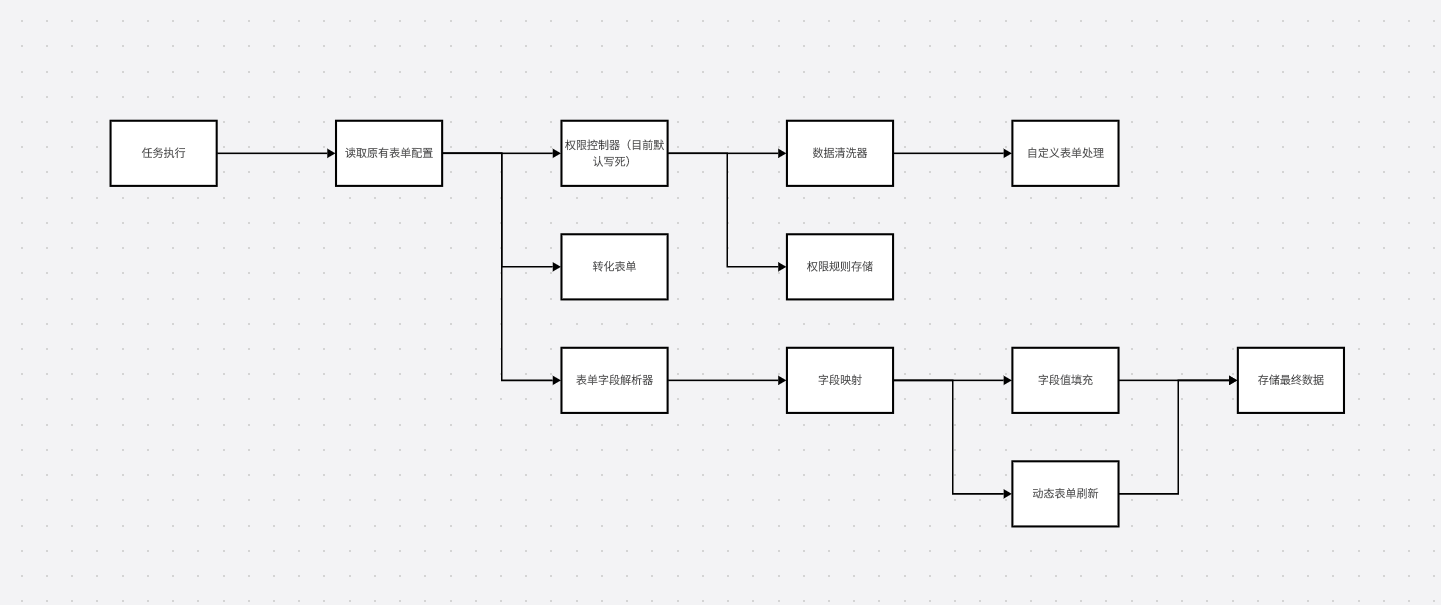 任务执行
读取原有表单配置
权限控制器（目前默
认写死）
数据清洗器
自定义表单处理
转化表单
权限规则存储
表单字段解析器
字段映射
字段值填充
存储最终数据
动态表单刷新